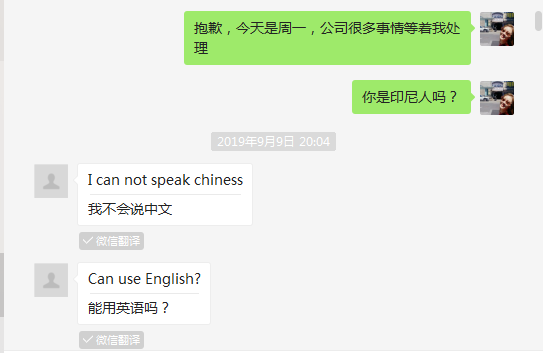 抱歉，今天是周一，公司很多事情等着我处
理
你是印尼人吗？
2019年9月9日 20:04
I can not speak chiness
我不会说中文
微信翻译
Can use English?
能用英语吗？
微信翻译